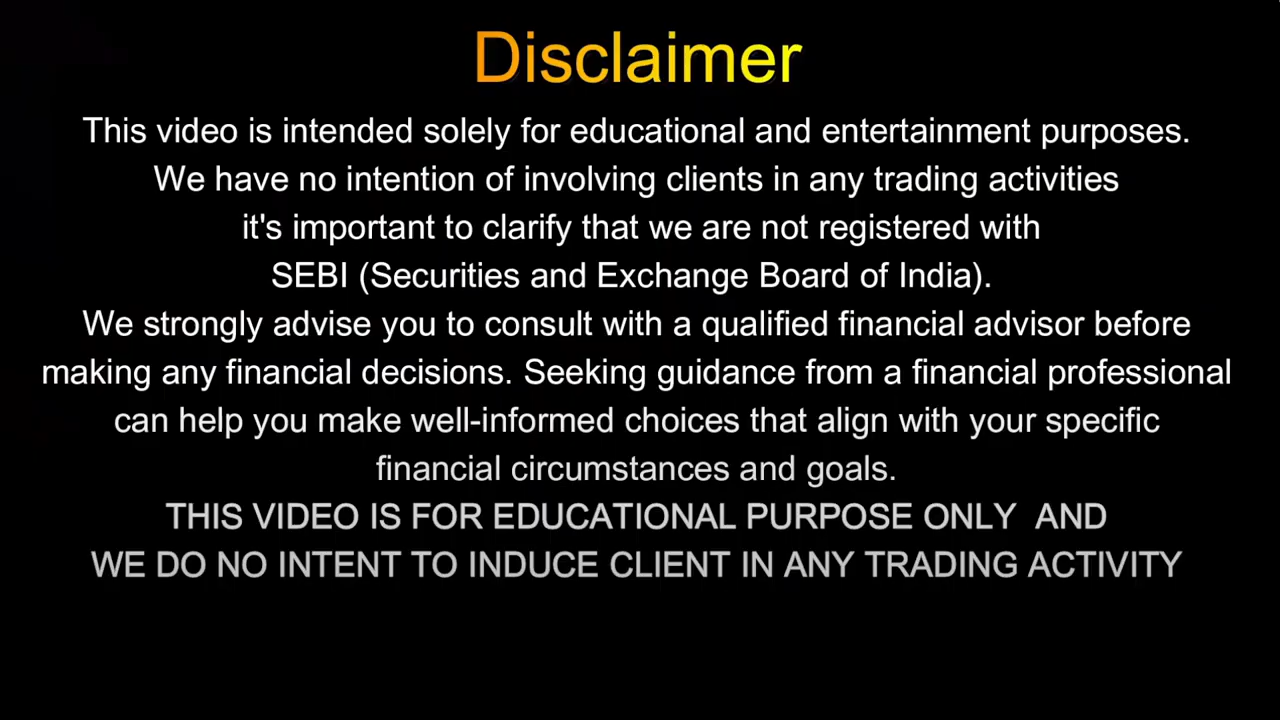 Disclaimer
This video is intended solely for educational and entertainment purposes.
We have no intention of involving clients in any trading activities
it's important to clarify that we are not registered with
SEBI (Securities and Exchange Board of India).
We strongly advise you to consult with a qualified financial advisor before
making any financial decisions. Seeking guidance from a financial professional
can help you make well-informed choices that align with your specific
financial circumstances and goals.
THIS VIDEO IS FOR EDUCATIONAL PURPOSE ONLY  AND
WE DO NO INTENT TO INDUCE CLIENT IN ANY TRADING ACTIVITY